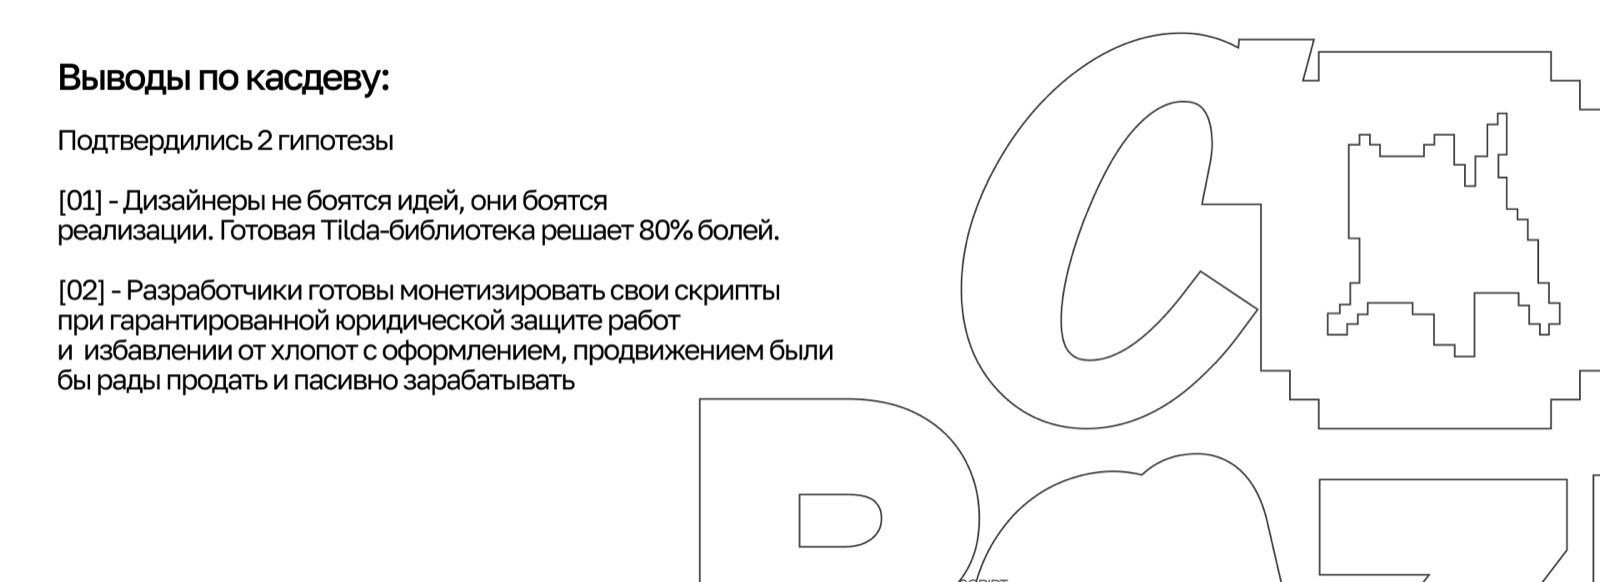 Выводы по касдеву:
Подтвердились 2 гипотезы
[01] - Дизайнеры не боятся идей, они боятся
реализации. Готовая Tilda-библиотека решает 80% болей.
[02] - Разработчики готовы монетизировать свои скрипты
при гарантированной юридической защите работ
и  избавлении от хлопот с оформлением, продвижением были
бы рады продать и пасивно зарабатывать